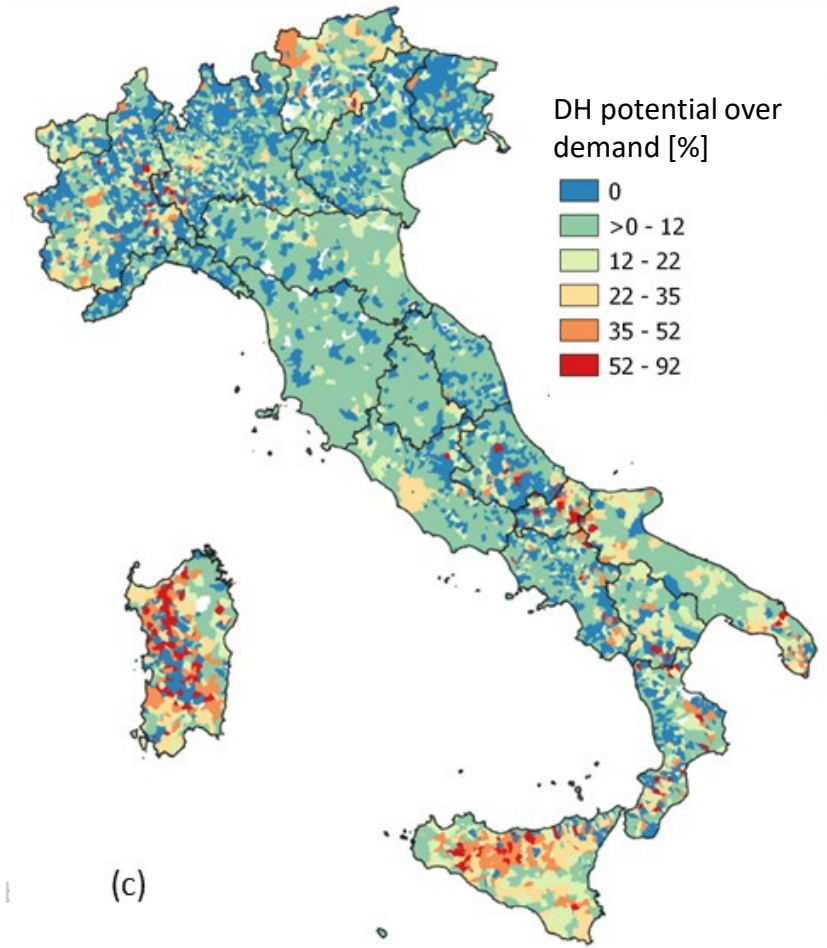 DH potential over
demand [%]
0
>0 - 12
12 - 22
22 - 35
35 - 52
52 - 92
(c)